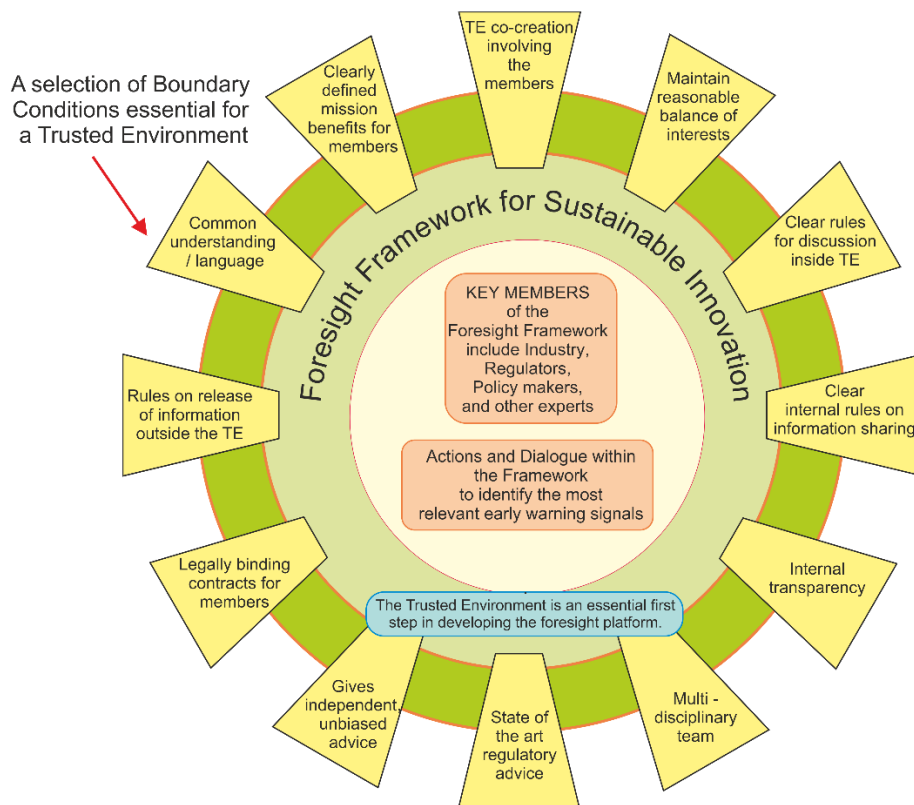 A selection of Boundary
Conditions essential for
a Trusted Environment
TE co-creation
involving
the
members
Maintain
reasonable
balance of
interests
Clear rules
for discussion
inside TE
Clear
internal rules on
information sharing
Internal
transparency
Multi -
disciplinary
team
State of
the art
regulatory
advice
Gives
independent,
unbiased
advice
Legally binding
contracts for
members
Rules on release
of information
outside the TE
Common
understanding
/ language
Clearly
defined
mission
benefits for
members
Foresight Framework for Sustainable Innovation
KEY MEMBERS
of the
Foresight Framework
include Industry,
Regulators,
Policy makers,
and other experts
Actions and Dialogue within
the Framework
to identify the most
relevant early warning signals
The Trusted Environment is an essential first
step in developing the foresight platform.